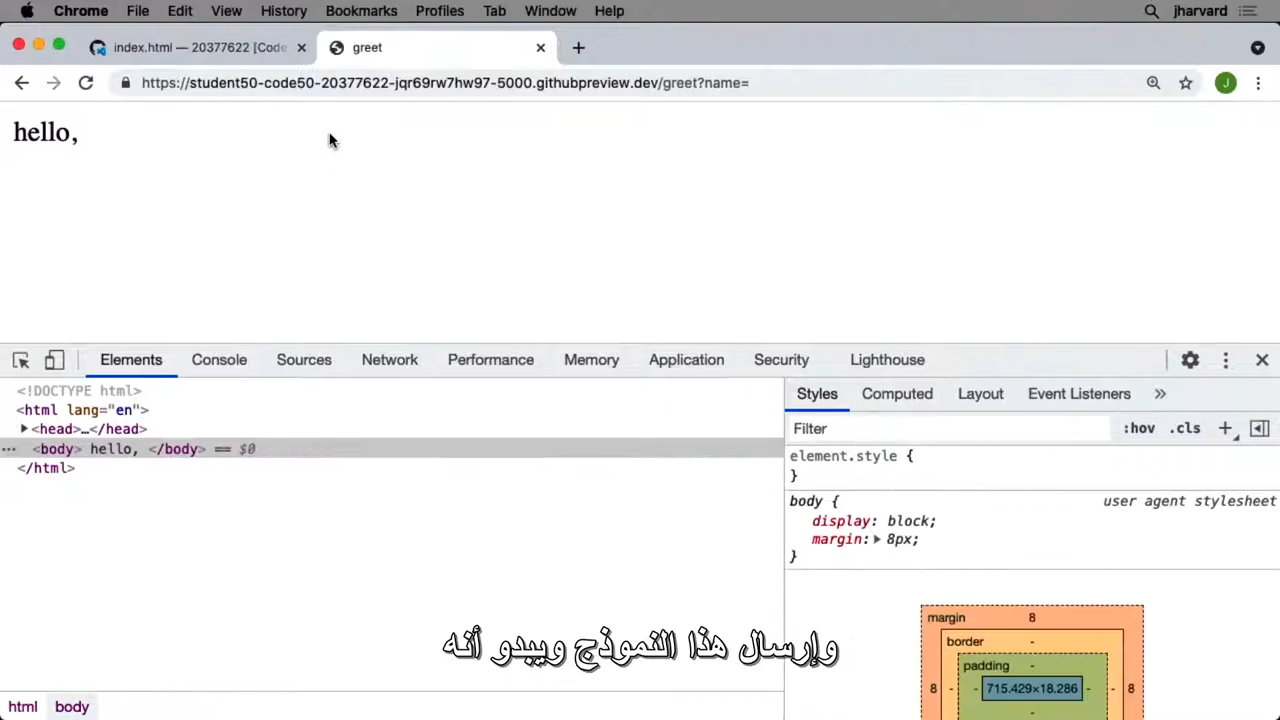 Chrome File Edit View History Bookmarks Profiles Tab Window Help jharvard
index.html — 20377622 [Code greet
https://student50-code50-20377622-jqr69rw7hw97-5000.githubpreview.dev/greet?name= J
hello,
Elements Console Sources Network Performance Memory Application Security Lighthouse
<!DOCTYPE html>
<html lang="en">
<head>…</head>
<body> hello, </body> == $0
</html>
Styles Computed Layout Event Listeners »
Filter :hov .cls +
element.style {
}
body { user agent stylesheet
display: block;
margin: 8px;
}
margin 8
border -
padding -
8 - - 715.429×18.286 - - 8
-
وإرسال هذا النموذج ويبدو أنه
html body